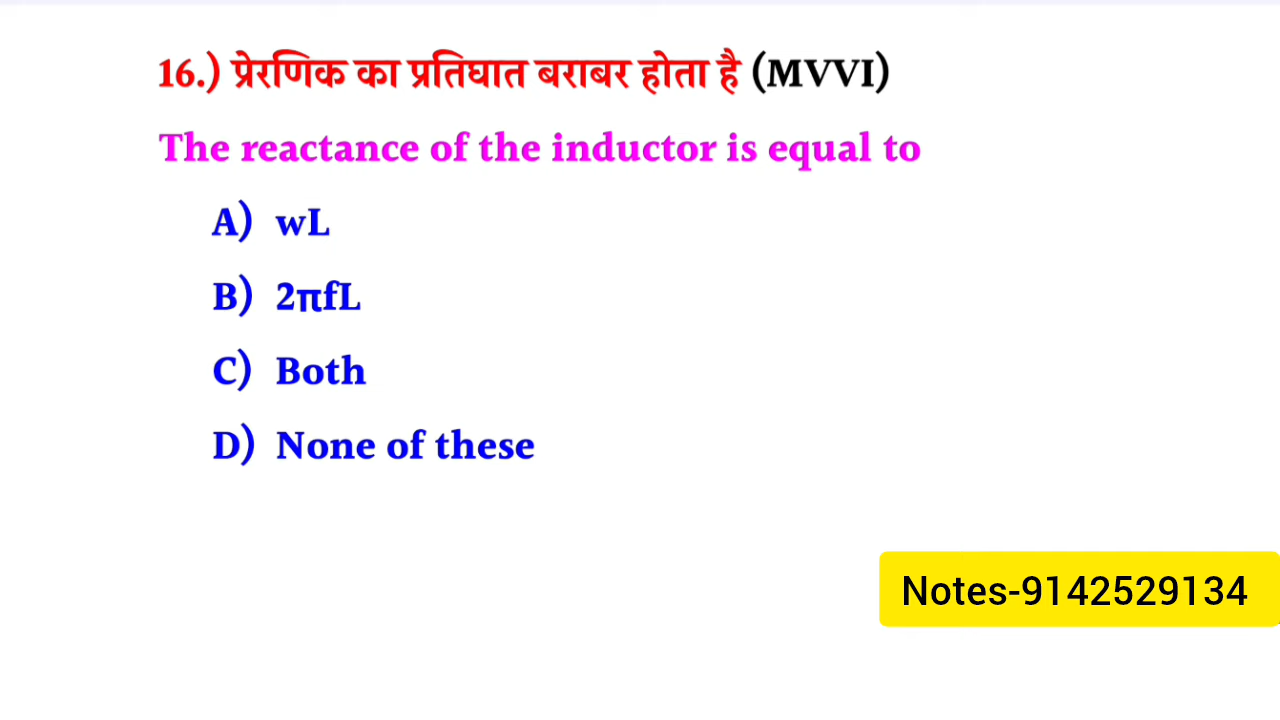 16.) प्रेरणिक का प्रतिघात बराबर होता है (MVVI)
The reactance of the inductor is equal to
A) wL
B) 2πfL
C) Both
D) None of these
Notes-9142529134